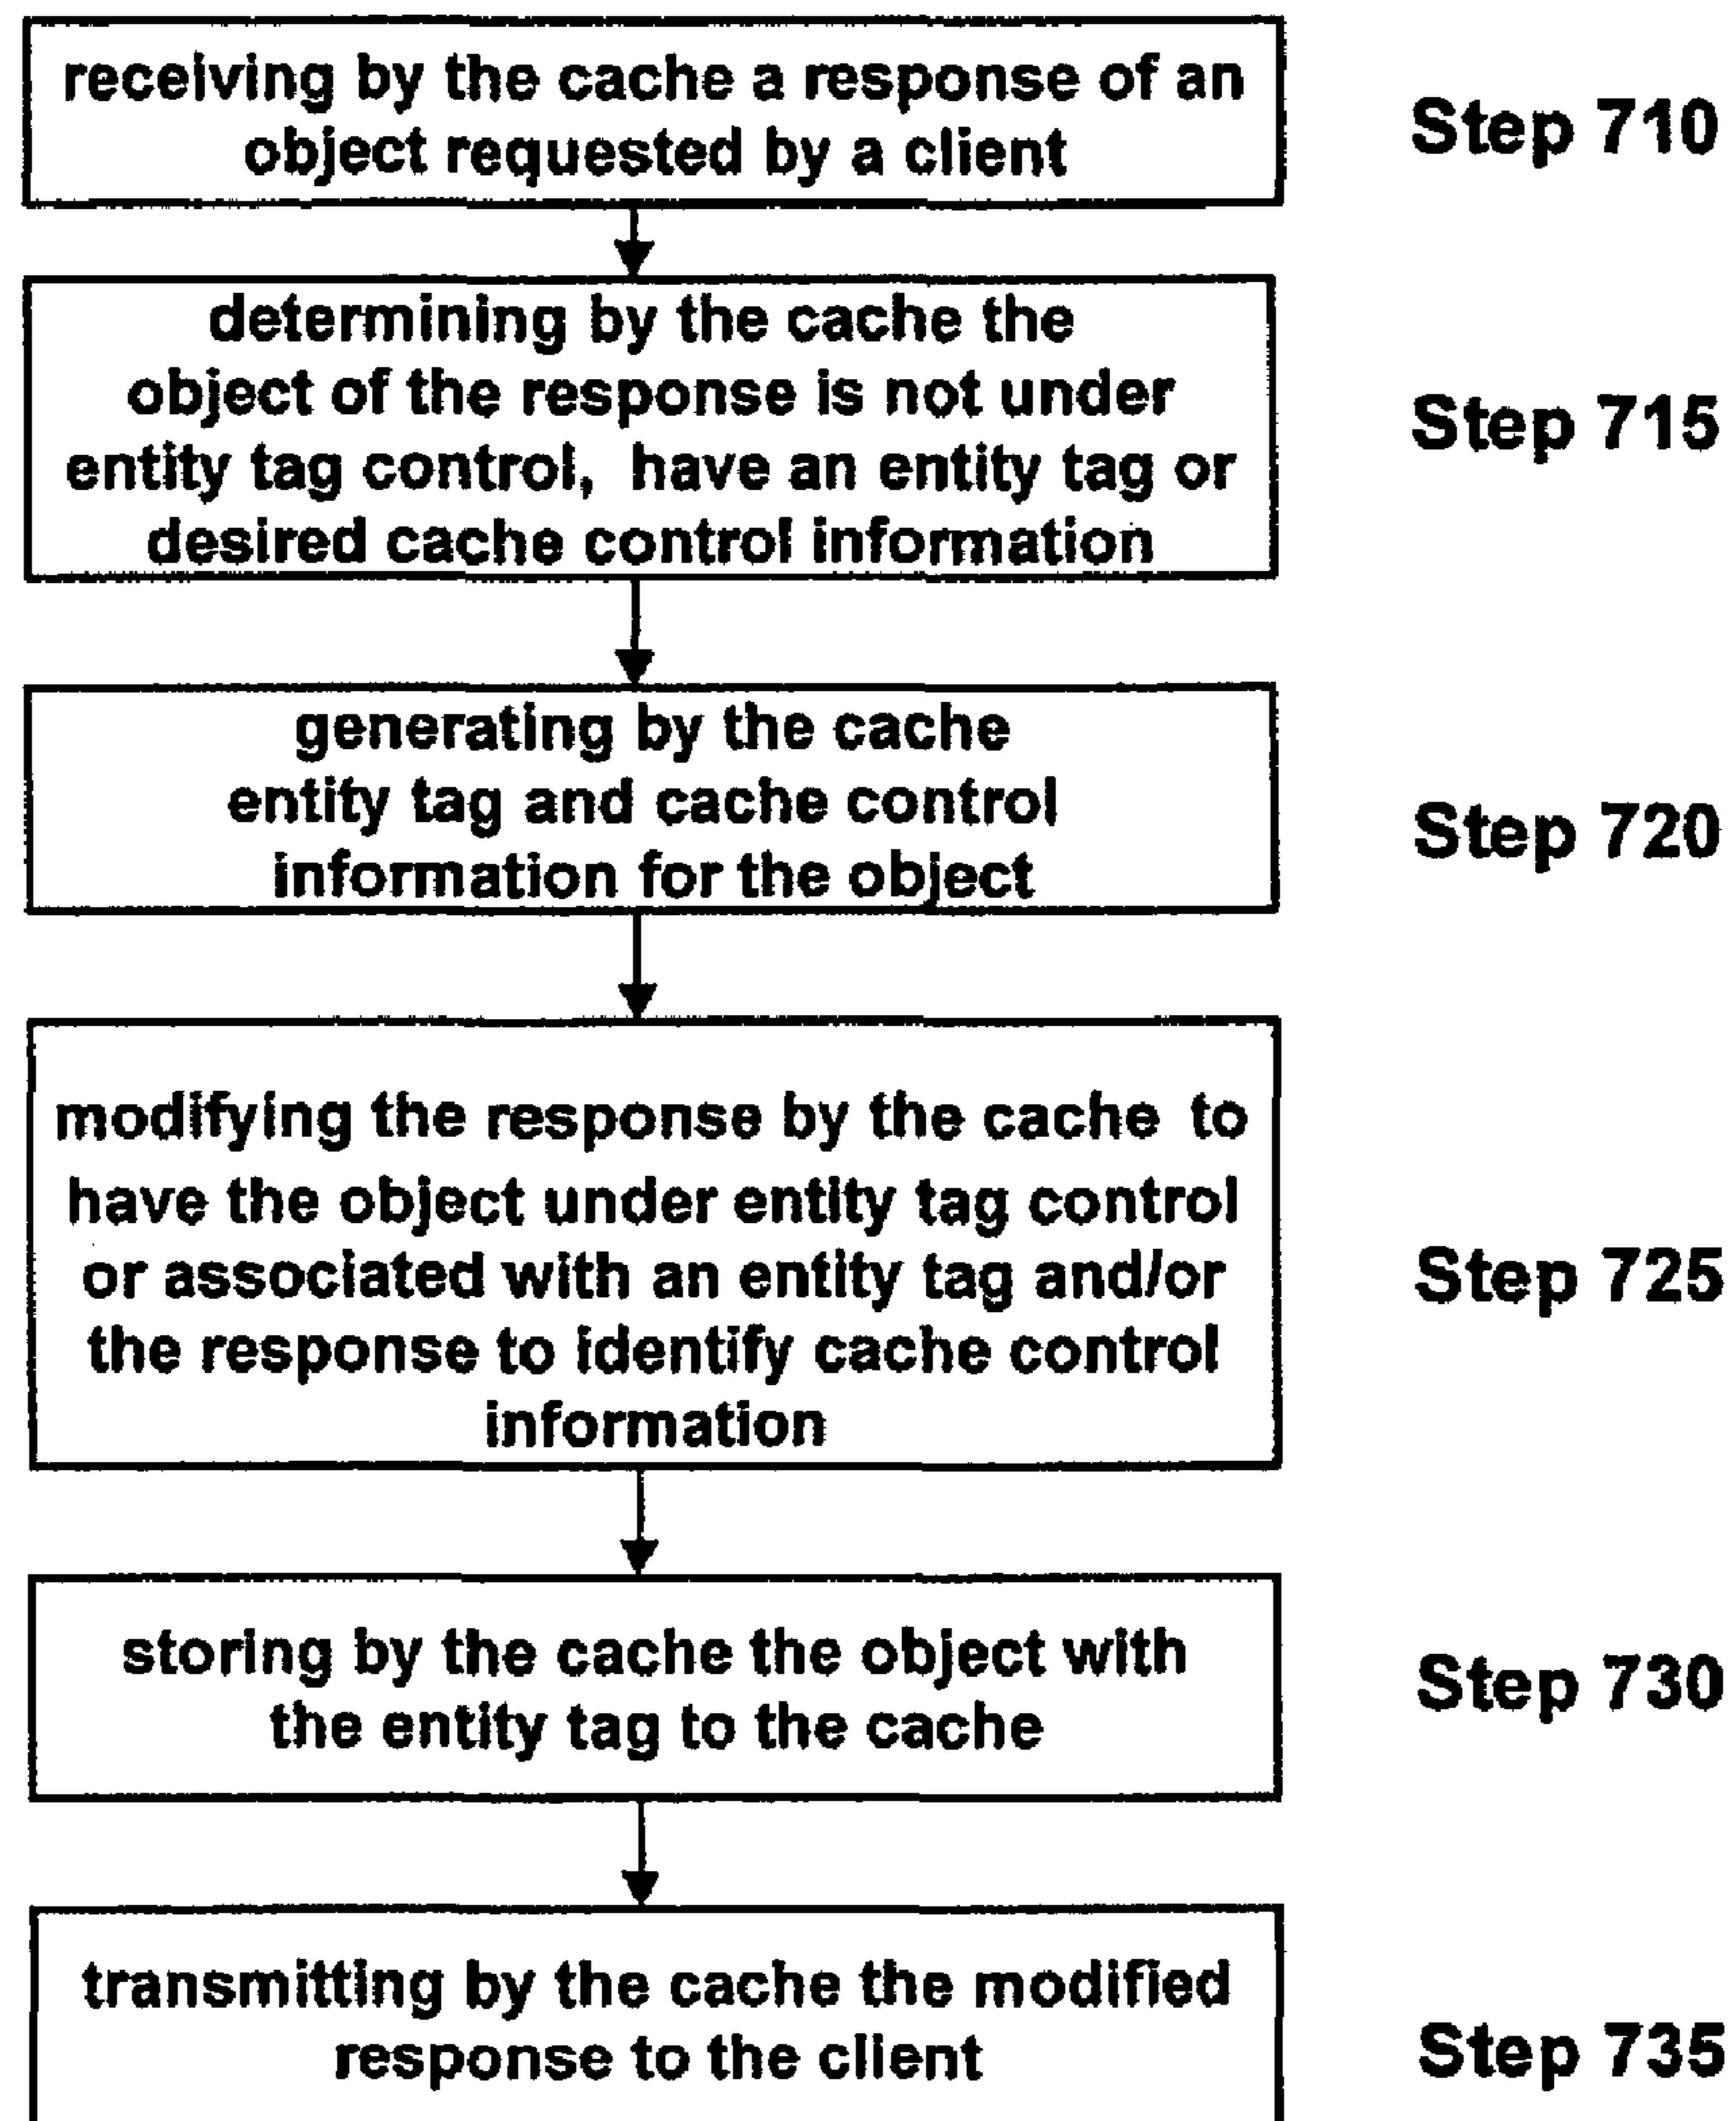 receiving by the cache a response of an
object requested by a client
Step 710
determining by the cache the
object of the response is not under
entity tag control, have an entity tag or
desired cache control information
Step 715
generating by the cache
entity tag and cache control
information for the object
Step 720
modifying the response by the cache to
have the object under entity tag control
or associated with an entity tag and/or
the response to identify cache control
information
Step 725
storing by the cache the object with
the entity tag to the cache
Step 730
transmitting by the cache the modified
response to the client
Step 735